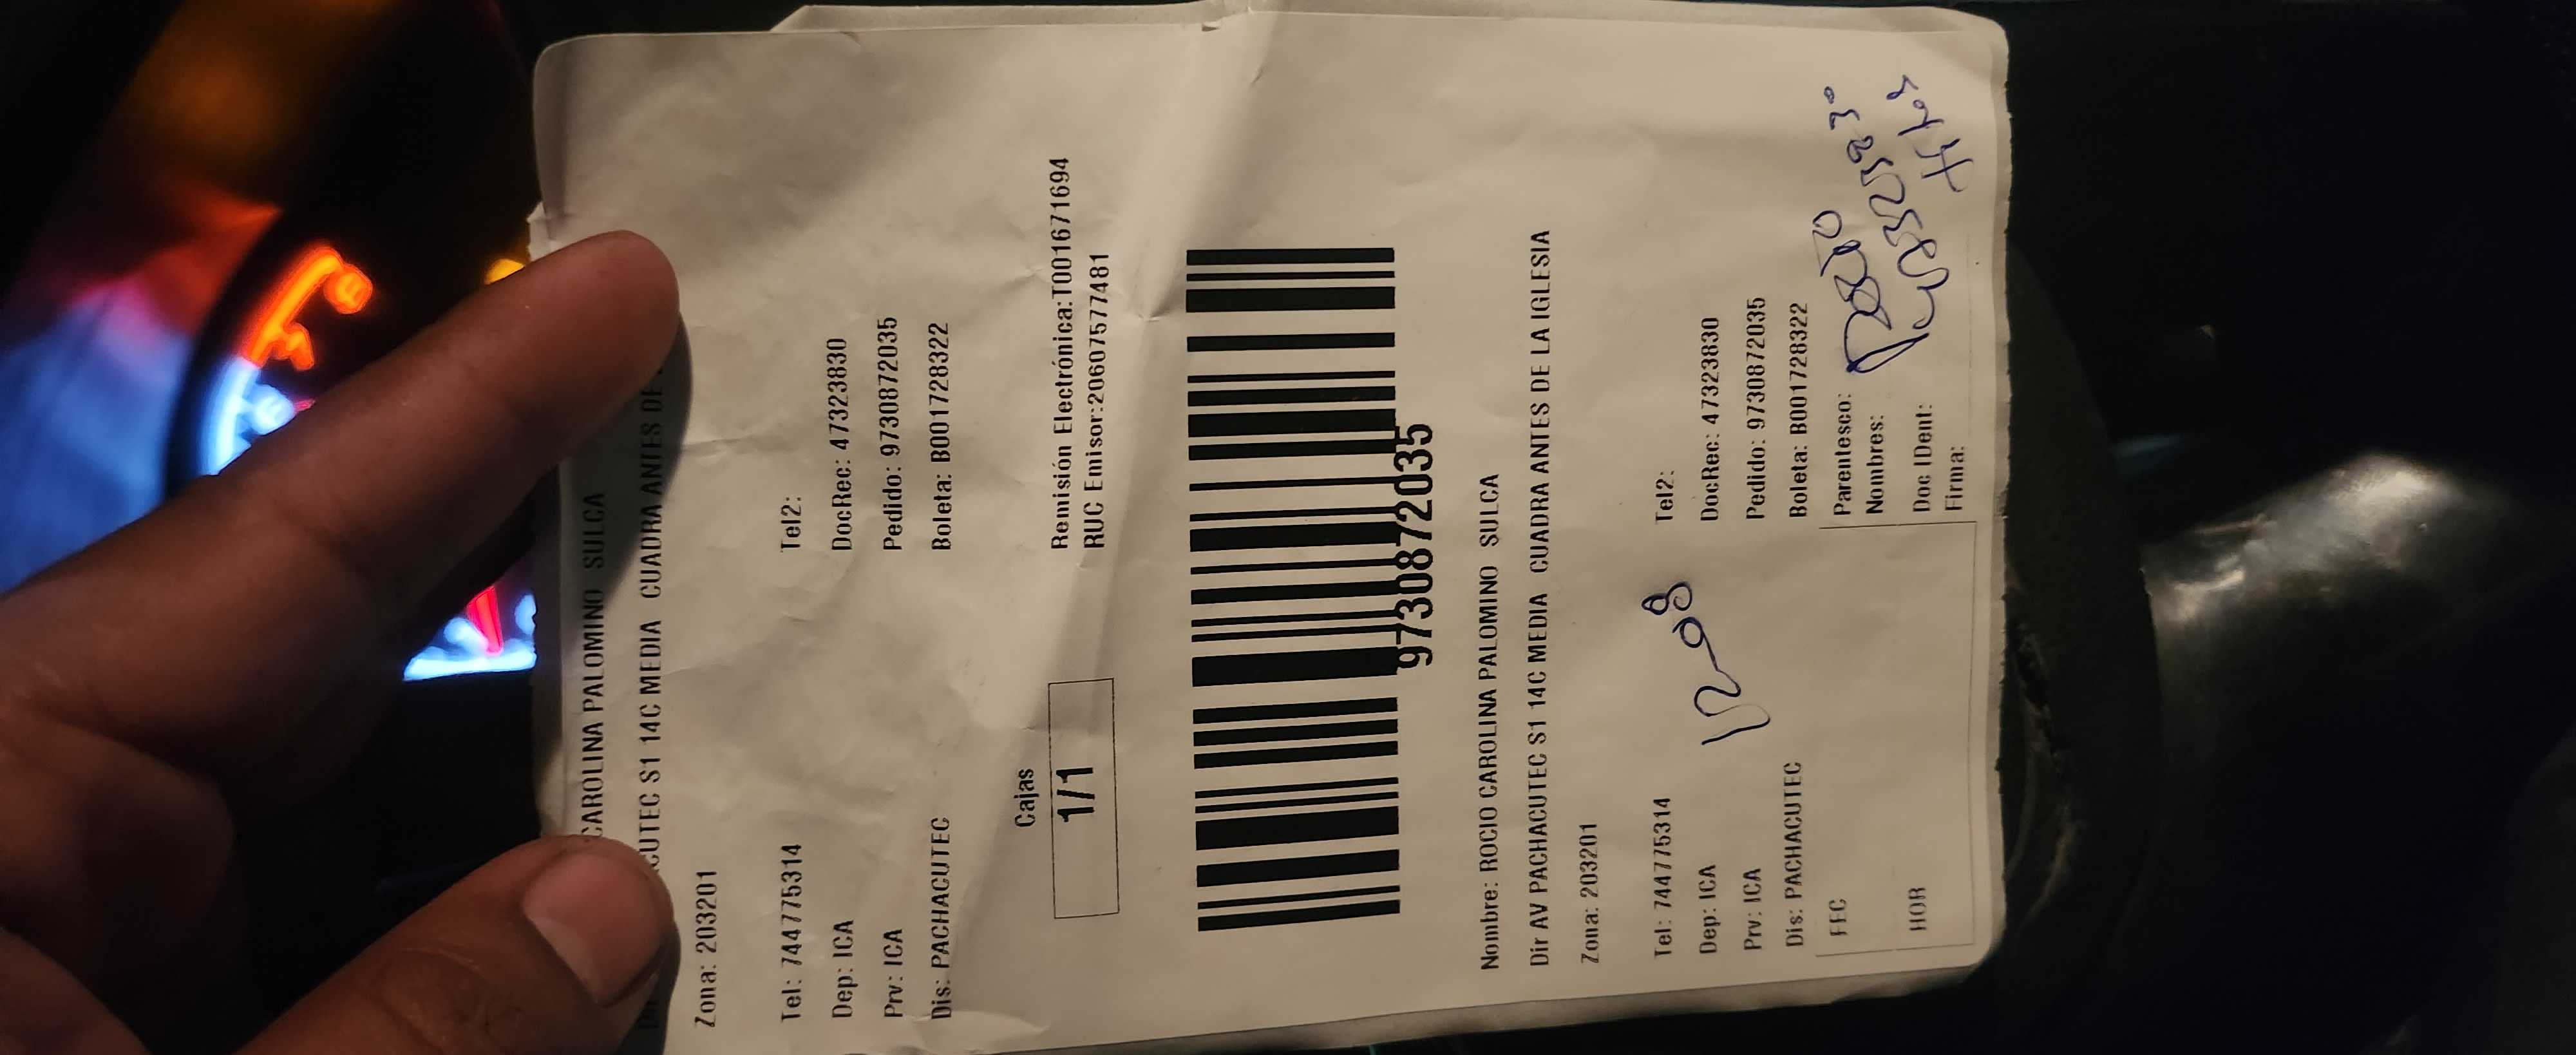 CAROLINA PALOMINO SULCA
CUTEC S1 14C MEDIA CUADRA ANTES DE
Zona: 203201
Tel: 744775314 Tel2:
Dep: ICA DocRec: 47323830
Prv: ICA Pedido: 9730872035
Dis: PACHACUTEC Boleta: B001728322
Cajas
1/1
Remisión Electrónica:T001671694
RUC Emisor:20607577481
9730872035
Nombre: ROCIO CAROLINA PALOMINO SULCA
Dir AV PACHACUTEC S1 14C MEDIA CUADRA ANTES DE LA IGLESIA
Zona: 203201
Tel: 744775314 Tel2:
Dep: ICA DocRec: 47323830
Prv: ICA Pedido: 9730872035
Dis: PACHACUTEC Boleta: B001728322
FEC Parentesco:
Nombres:
HOR Doc IDent:
Firma: